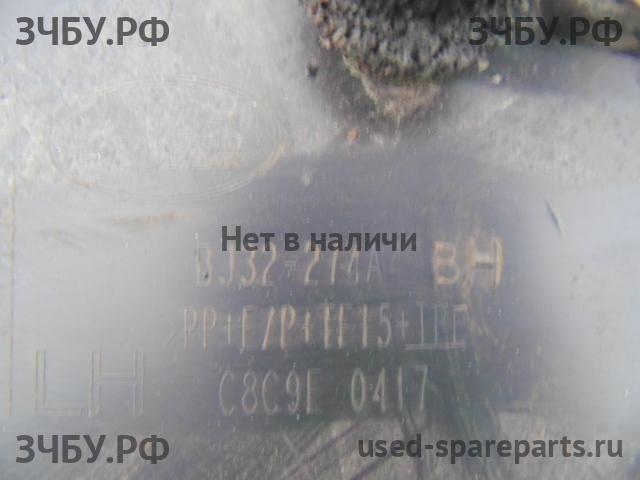 ЗЧБУ.РФ ЗЧБУ.РФ
Нет в наличи
BJ32-274A BH
C8C9E 0417
LH
ЗЧБУ.РФ used-spareparts.ru